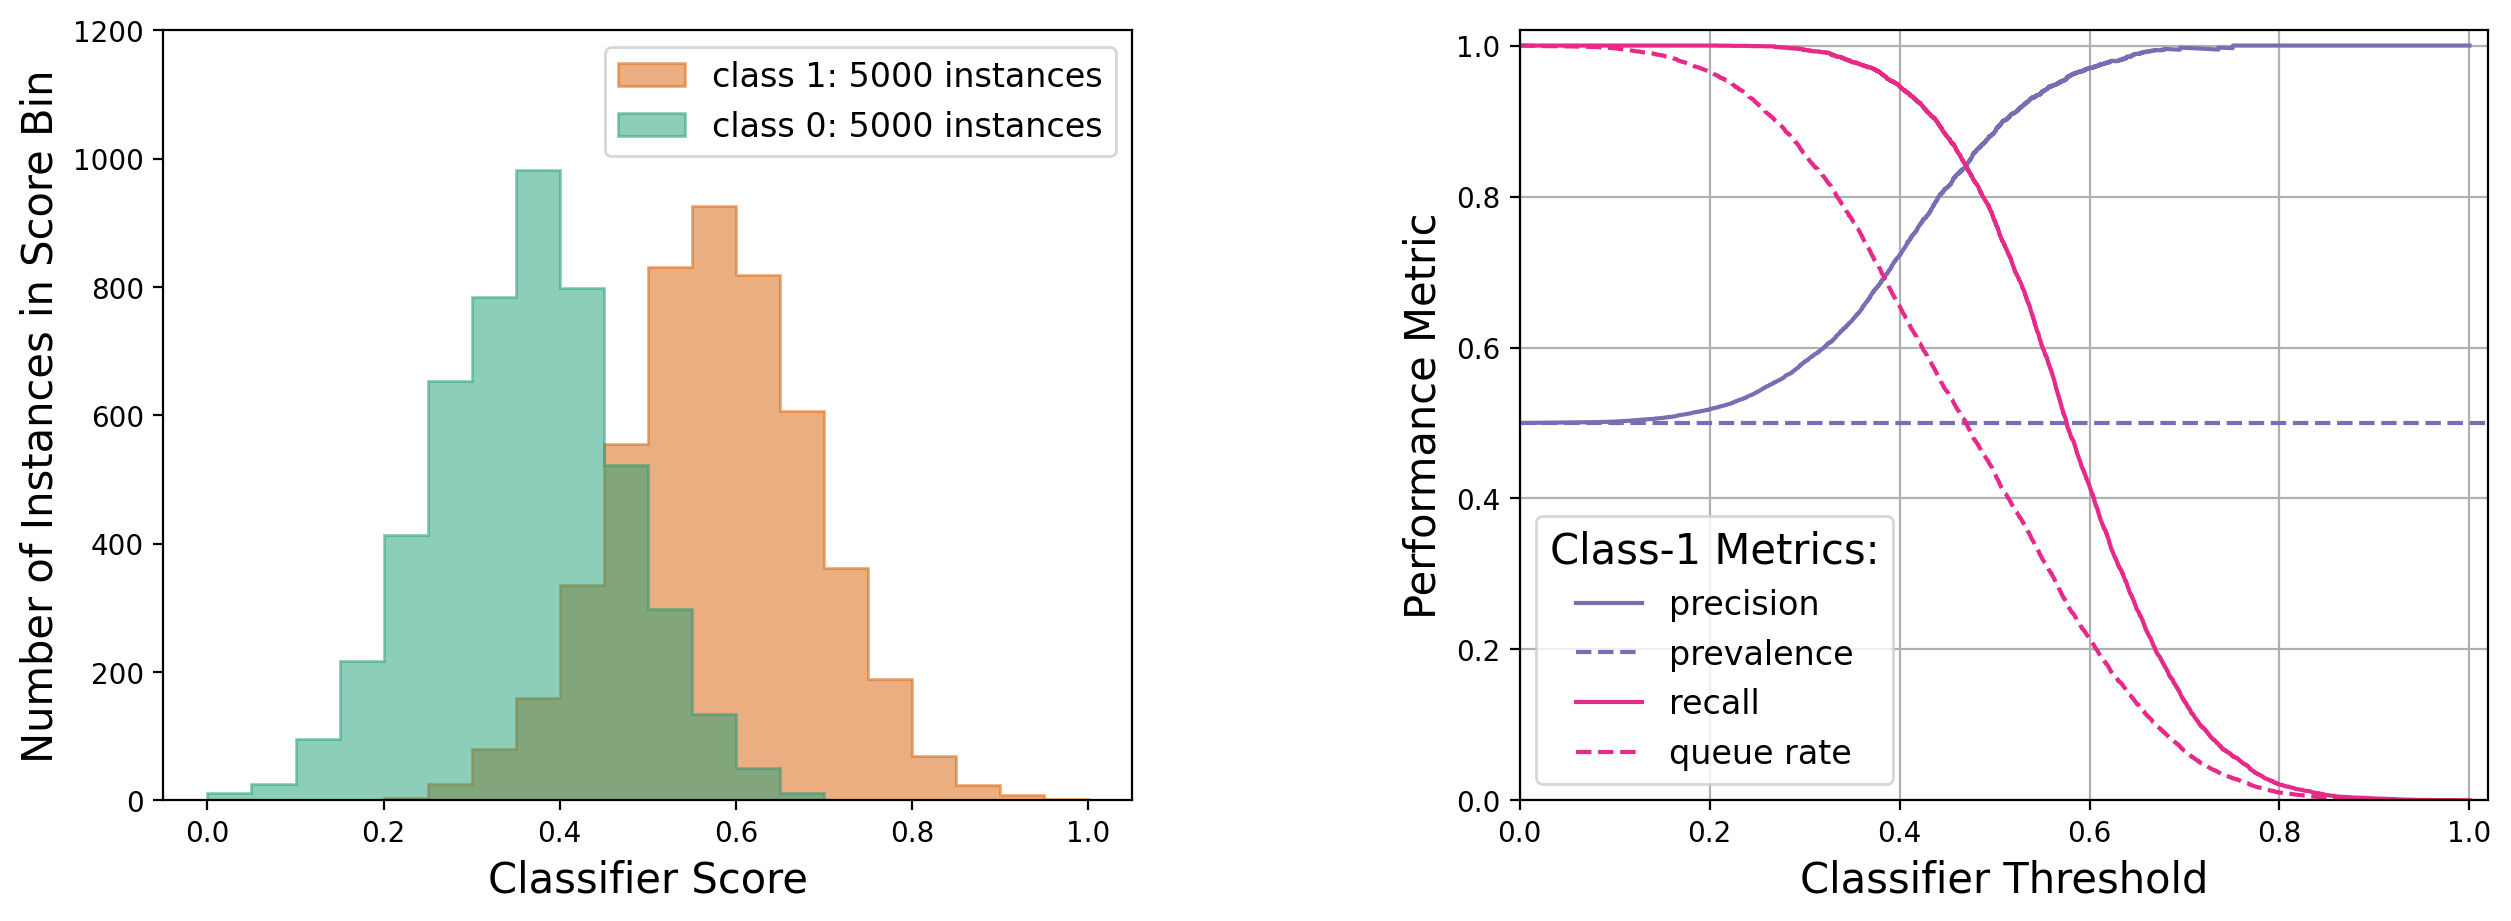 Number of Instances in Score Bin
1200
1000
800
600
400
200
0
class 1: 5000 instances
class 0: 5000 instances
0.0 0.2 0.4 0.6 0.8 1.0
Classifier Score
Performance Metric
1.0
0.8
0.6
0.4
0.2
0.0
Class-1 Metrics:
precision
prevalence
recall
queue rate
0.0 0.2 0.4 0.6 0.8 1.0
Classifier Threshold